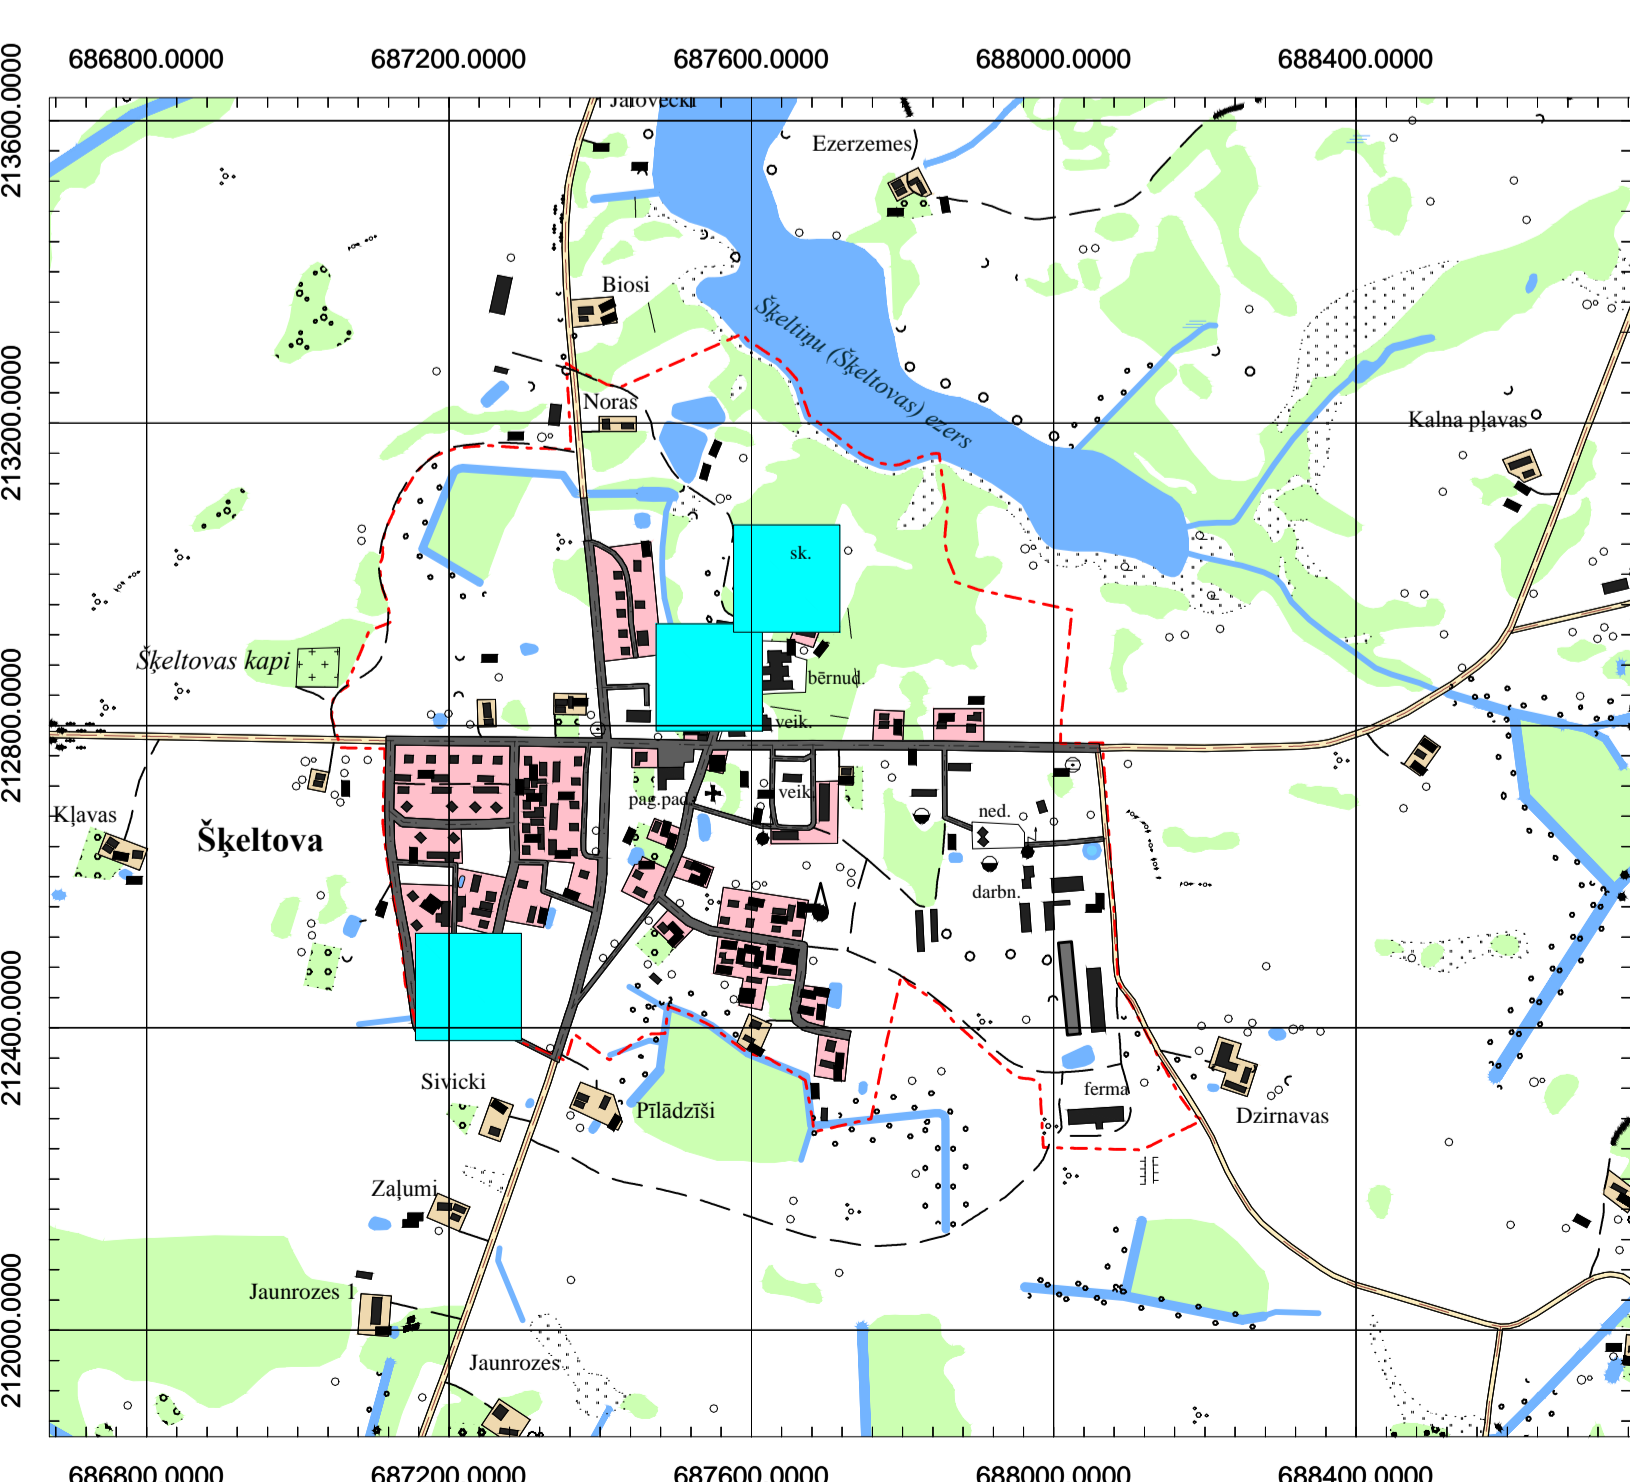 686800.0000 687200.0000 687600.0000 688000.0000 688400.0000
213600.0000
213200.0000
212800.0000
212400.0000
212000.0000
Jaiovecki
Ezerzemes
Biosi
Šķeltiņu (Šķeltovas) ezers
Noras
Kalna pļavas
sk.
Šķeltovas kapi
bērnud.
veik.
pag.pad.
veik.
Kļavas
Šķeltova
ned.
darbn.
Sivicki
ferma
Pīlādzīši
Dzirnavas
Zaļumi
Jaunrozes 1
Jaunrozes
686800.0000 687200.0000 687600.0000 688000.0000 688400.0000